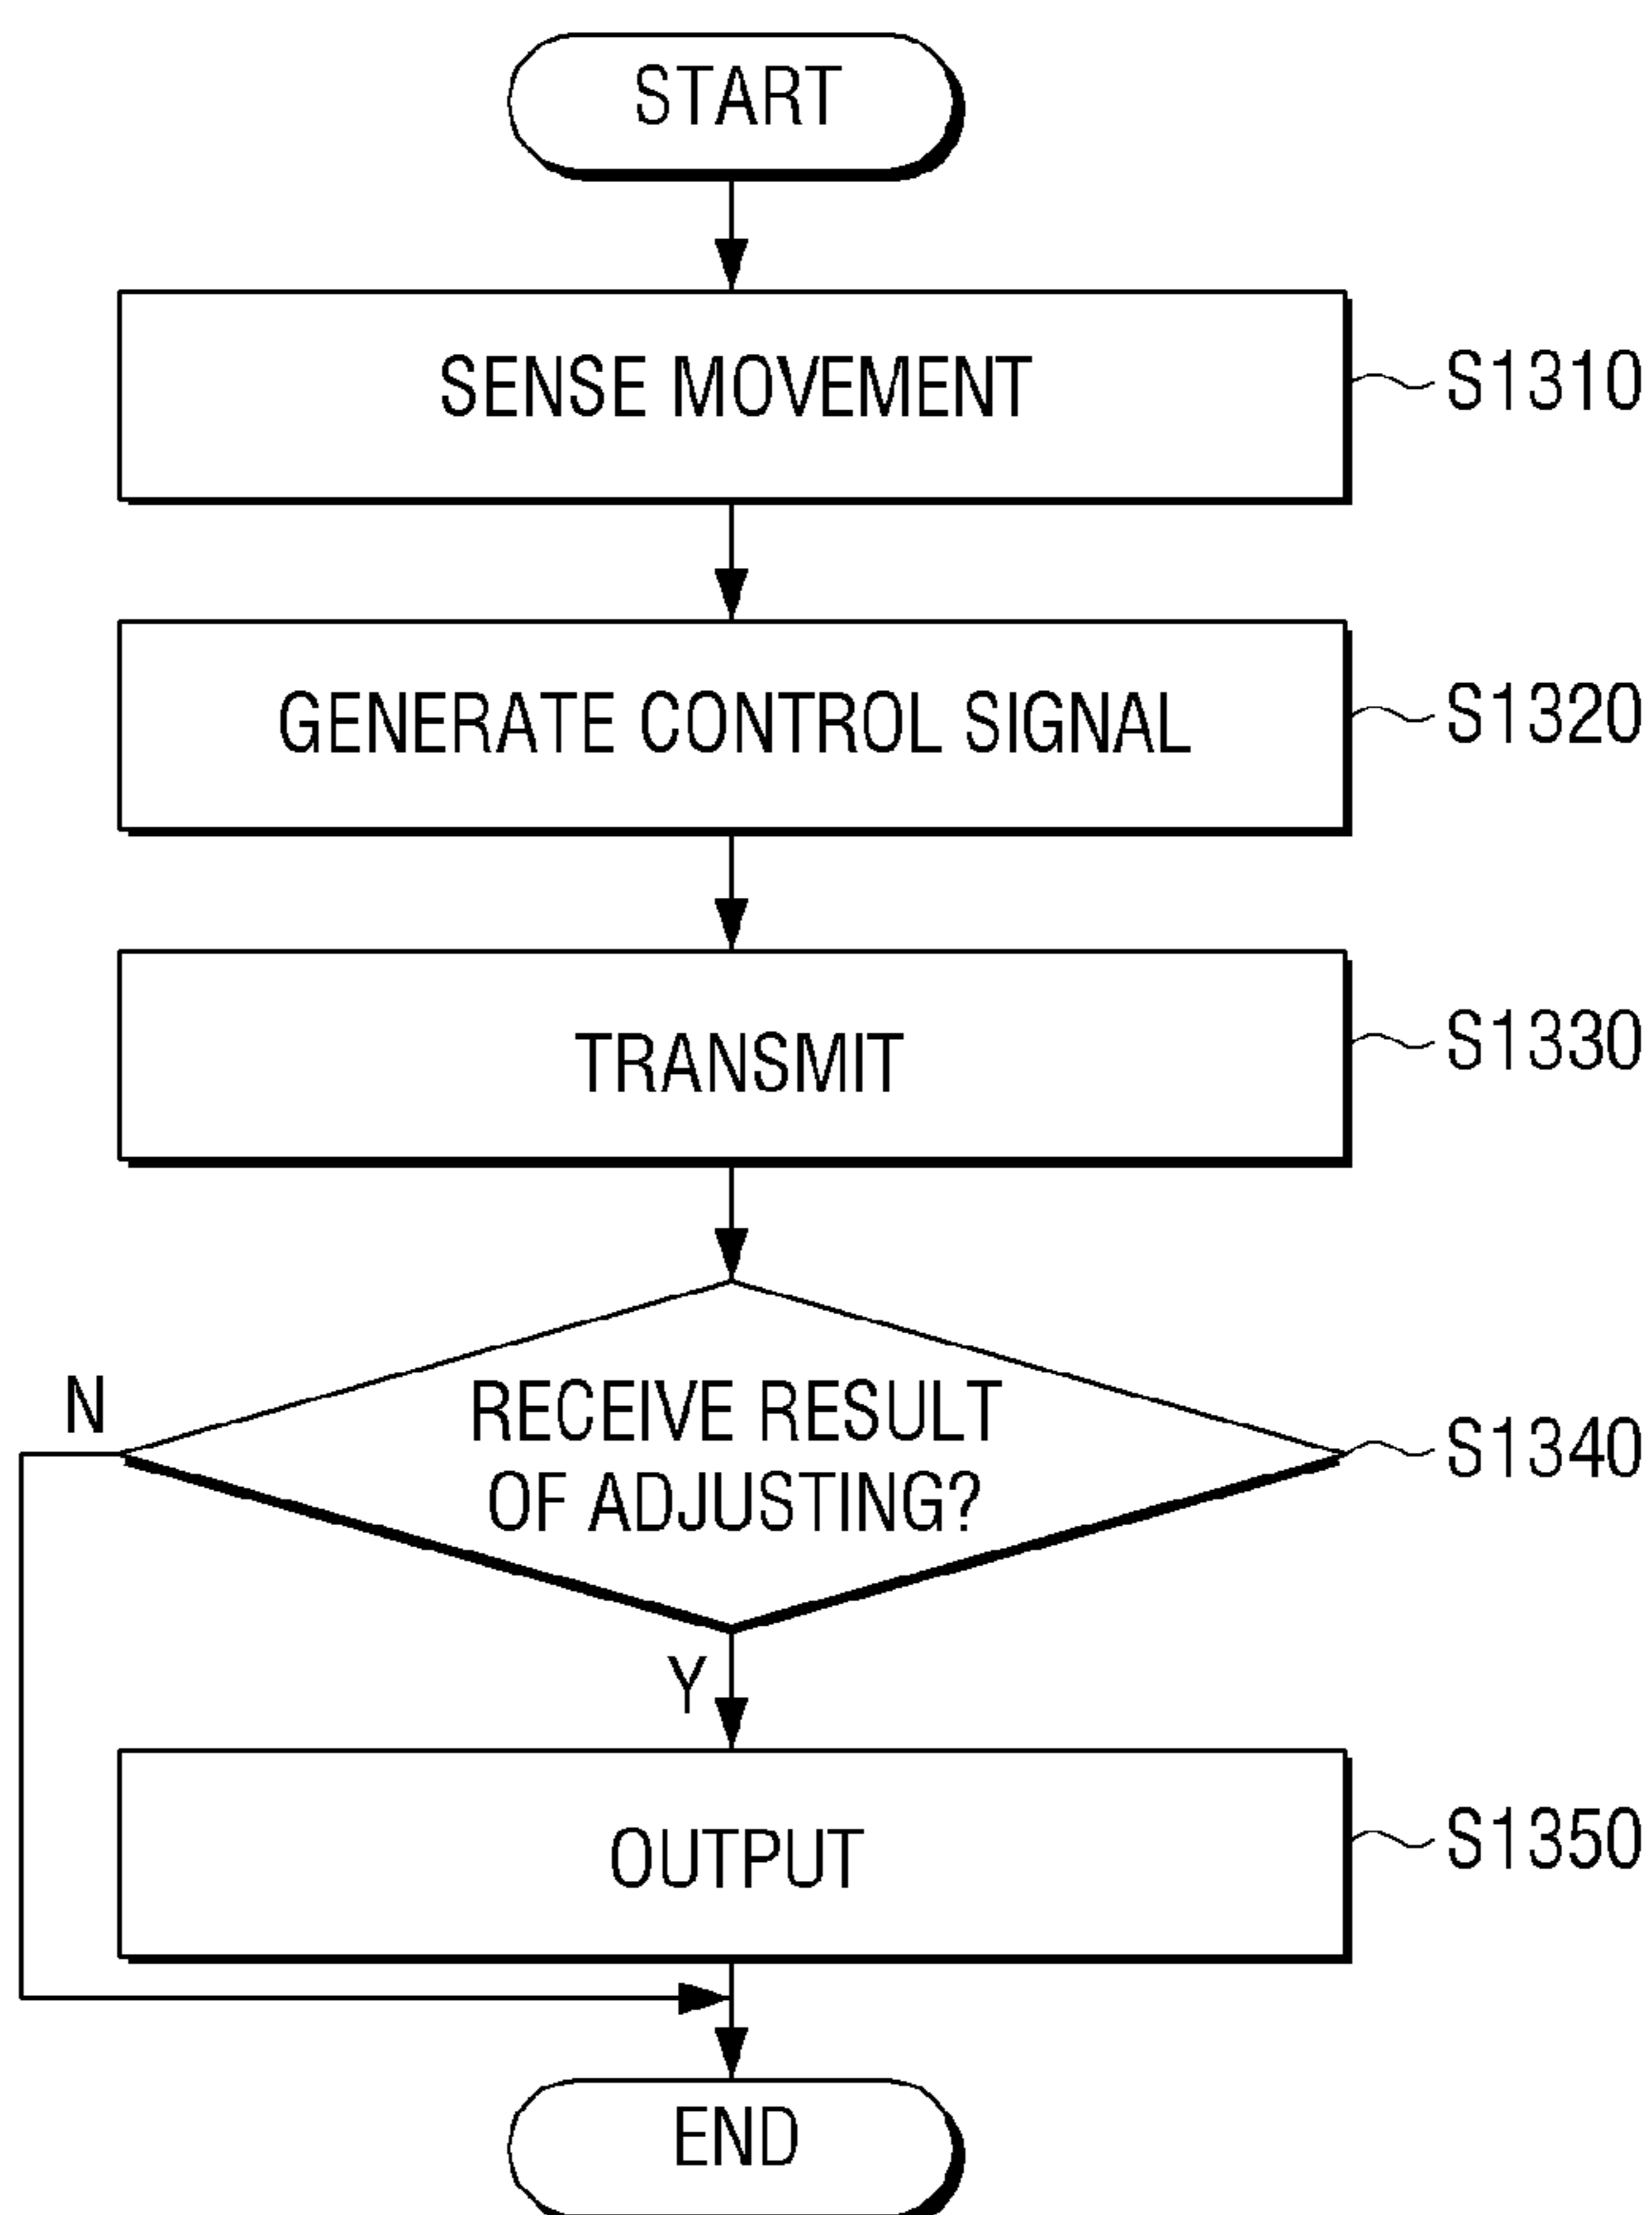 START
SENSE MOVEMENT
S1310
GENERATE CONTROL SIGNAL
S1320
TRANSMIT
S1330
N
RECEIVE RESULT
OF ADJUSTING?
S1340
Y
OUTPUT
S1350
END